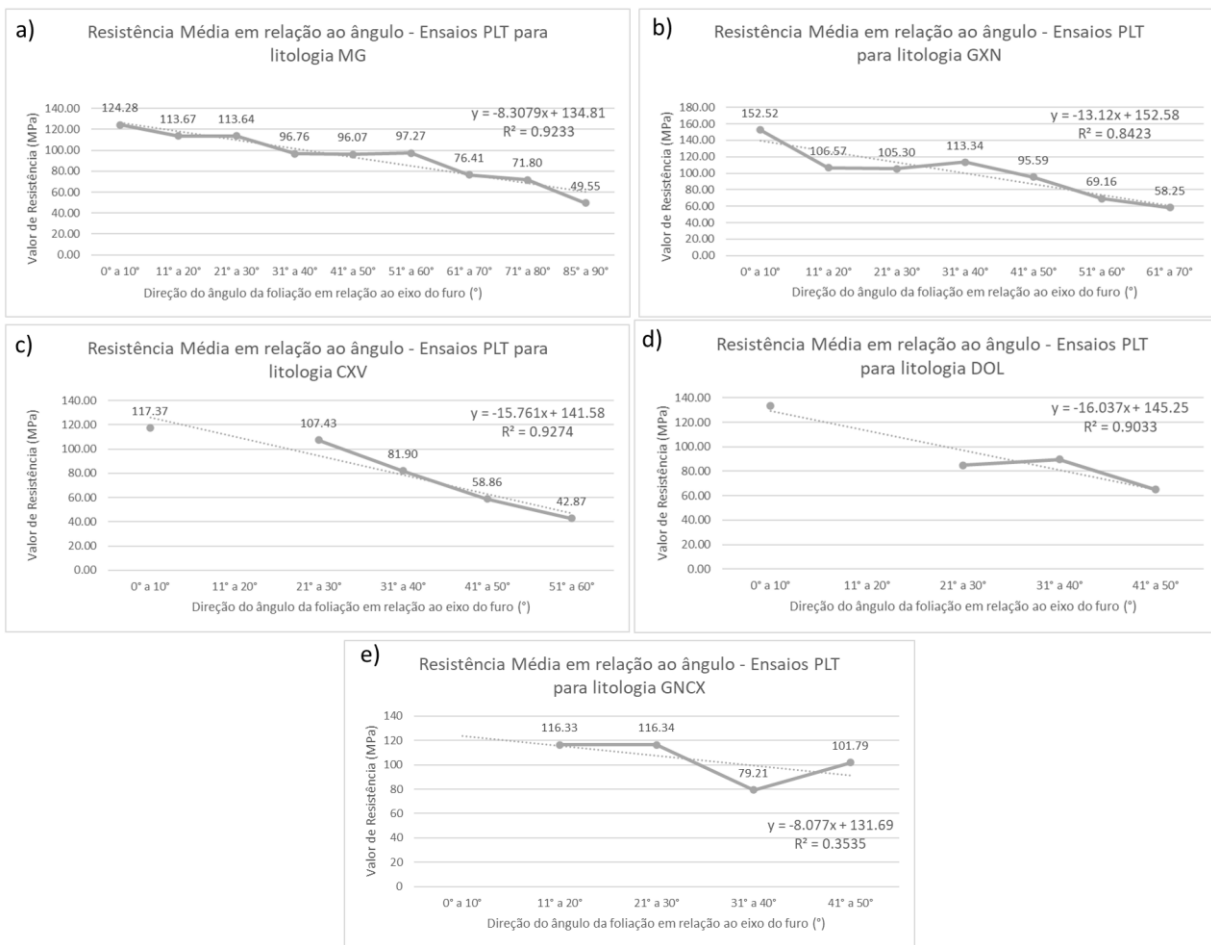 a)
Resistência Média em relação ao ângulo - Ensaios PLT para
litologia MG
Valor de Resistência (MPa)
140.00
120.00
100.00
80.00
60.00
40.00
20.00
0.00
124.28
113.67
113.64
96.76
96.07
97.27
76.41
71.80
49.55
y = -8.3079x + 134.81
R² = 0.9233
0° a 10°
11° a 20°
21° a 30°
31° a 40°
41° a 50°
51° a 60°
61° a 70°
71° a 80°
85° a 90°
Direção do ângulo da foliação em relação ao eixo do furo (°)
b)
Resistência Média em relação ao ângulo - Ensaios PLT
para litologia GXN
Valor de Resistência (MPa)
180.00
160.00
140.00
120.00
100.00
80.00
60.00
40.00
20.00
0.00
152.52
106.57
105.30
113.34
95.59
69.16
58.25
y = -13.12x + 152.58
R² = 0.8423
0° a 10°
11° a 20°
21° a 30°
31° a 40°
41° a 50°
51° a 60°
61° a 70°
Direção do ângulo da foliação em relação ao eixo do furo (°)
c)
Resistência Média em relação ao ângulo - Ensaios PLT para
litologia CXV
Valor de Resistência (MPa)
140.00
120.00
100.00
80.00
60.00
40.00
20.00
0.00
117.37
107.43
81.90
58.86
42.87
y = -15.761x + 141.58
R² = 0.9274
0° a 10°
11° a 20°
21° a 30°
31° a 40°
41° a 50°
51° a 60°
Direção do ângulo da foliação em relação ao eixo do furo (°)
d)
Resistência Média em relação ao ângulo - Ensaios PLT
para litologia DOL
Valor de Resistência (MPa)
140.00
120.00
100.00
80.00
60.00
40.00
20.00
0.00
y = -16.037x + 145.25
R² = 0.9033
0° a 10°
11° a 20°
21° a 30°
31° a 40°
41° a 50°
Direção do ângulo da foliação em relação ao eixo do furo (°)
e)
Resistência Média em relação ao ângulo - Ensaios PLT
para litologia GNCX
Valor de Resistência (MPa)
140
120
100
80
60
40
20
0
116.33
116.34
79.21
101.79
y = -8.077x + 131.69
R² = 0.3535
0° a 10°
11° a 20°
21° a 30°
31° a 40°
41° a 50°
Direção do ângulo da foliação em relação ao eixo do furo (°)